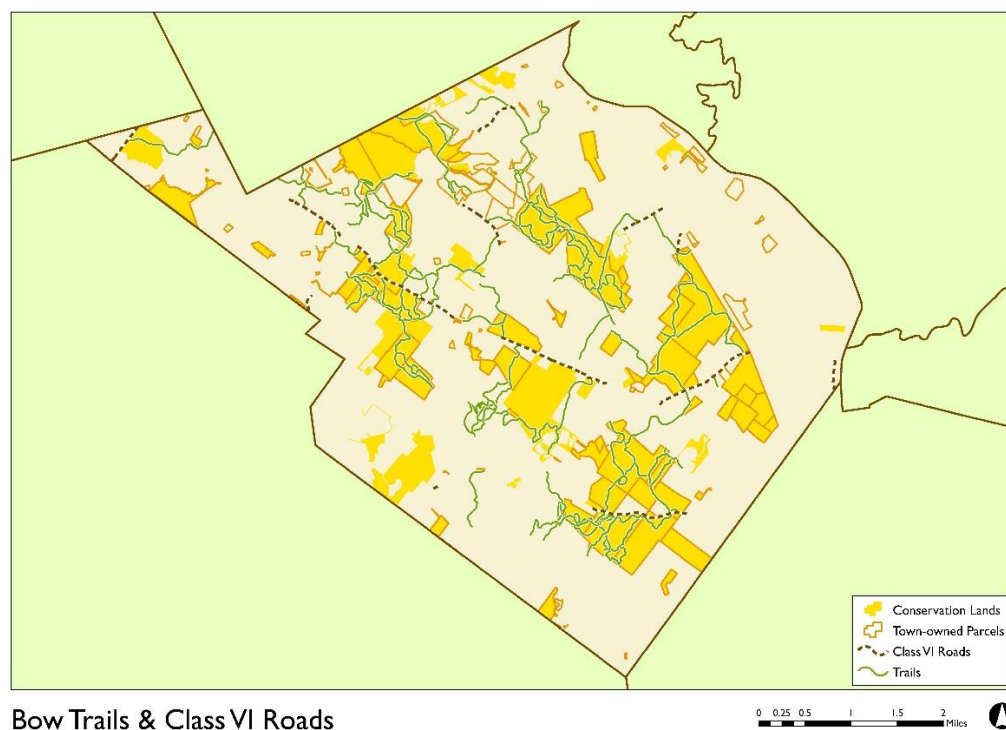 Conservation Lands
Town-owned Parcels
Class VI Roads
Trails
Bow Trails & Class VI Roads
0 0.25 0.5 1 1.5 2
Miles
N